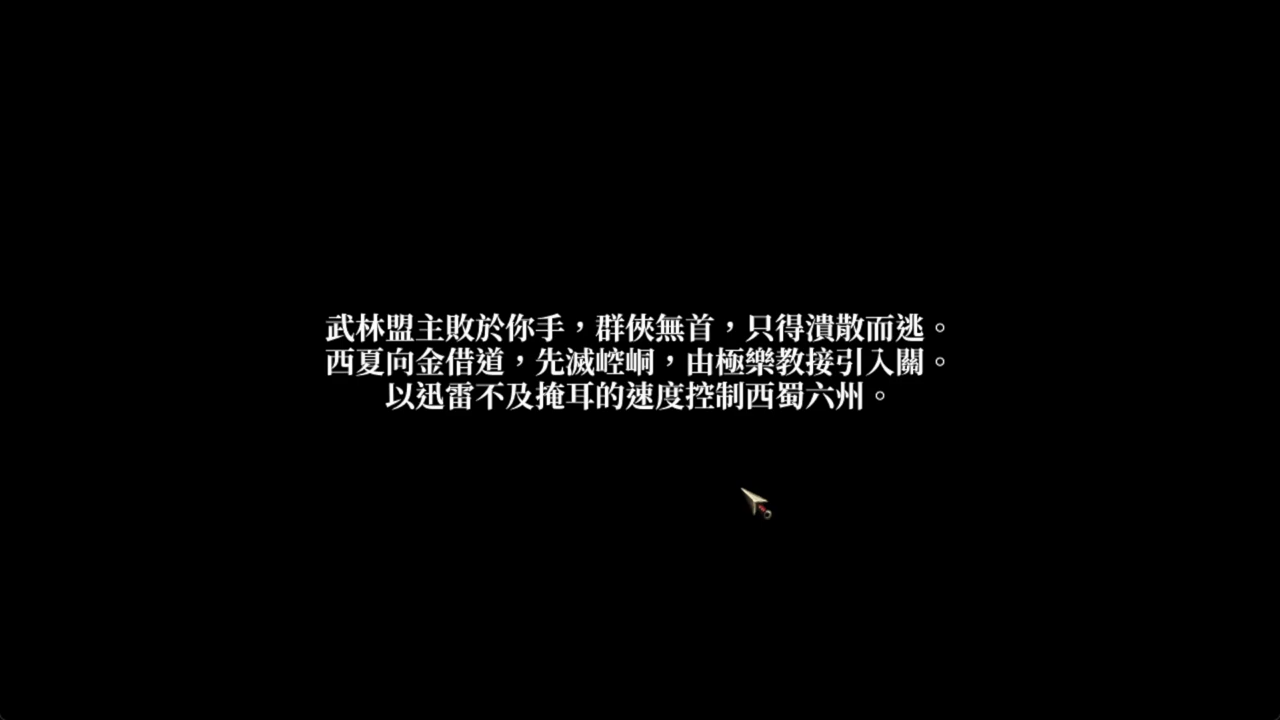 武林盟主敗於你手，群俠無首，只得潰散而逃。
西夏向金借道，先滅崆峒，由極樂教接引入關。
以迅雷不及掩耳的速度控制西蜀六州。